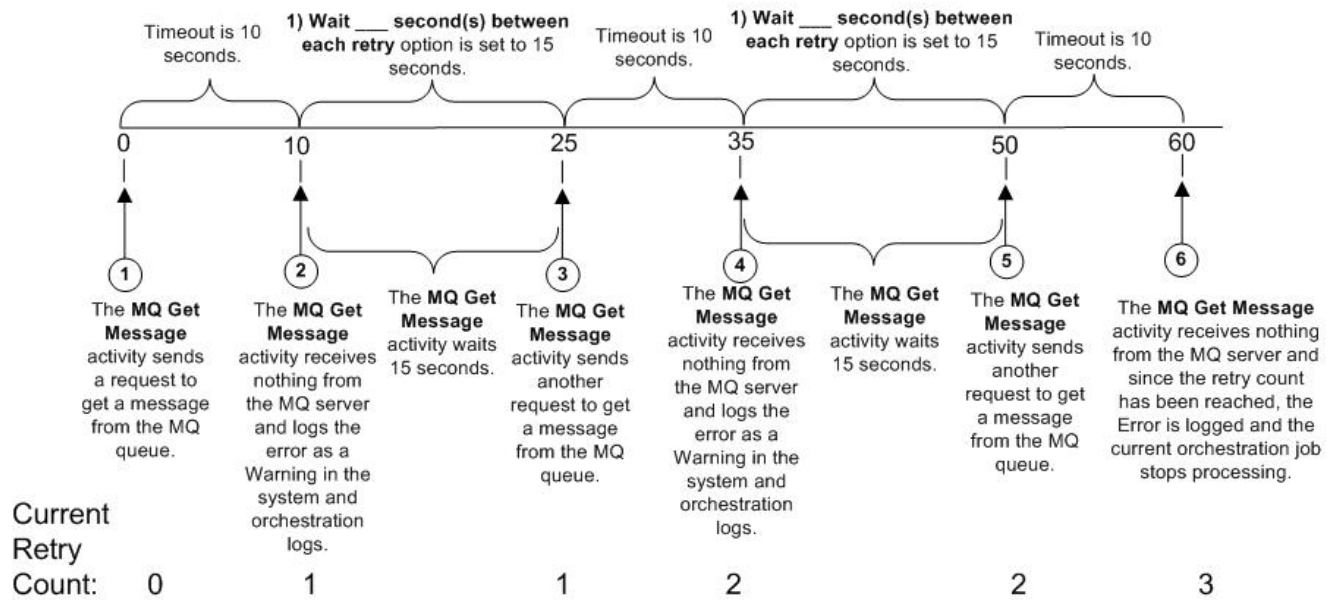 Timeout is 10
seconds.
1) Wait ___ second(s) between
each retry option is set to 15
seconds.
Timeout is 10
seconds.
1) Wait ___ second(s) between
each retry option is set to 15
seconds.
Timeout is 10
seconds.
0
10
25
35
50
60
1
The MQ Get
Message
activity sends
a request to
get a message
from the MQ
queue.
2
The MQ Get
Message
activity receives
nothing from
the MQ server
and logs the
error as a
Warning in the
system and
orchestration
logs.
The MQ Get
Message
activity waits
15 seconds.
3
The MQ Get
Message
activity sends
another
request to get
a message
from the MQ
queue.
4
The MQ Get
Message
activity receives
nothing from
the MQ server
and logs the
error as a
Warning in the
system and
orchestration
logs.
The MQ Get
Message
activity waits
15 seconds.
5
The MQ Get
Message
activity sends
another
request to get
a message
from the MQ
queue.
6
The MQ Get Message
activity receives nothing
from the MQ server and
since the retry count
has been reached, the
Error is logged and the
current orchestration job
stops processing.
Current
Retry
Count: 0 1 1 2 2 3